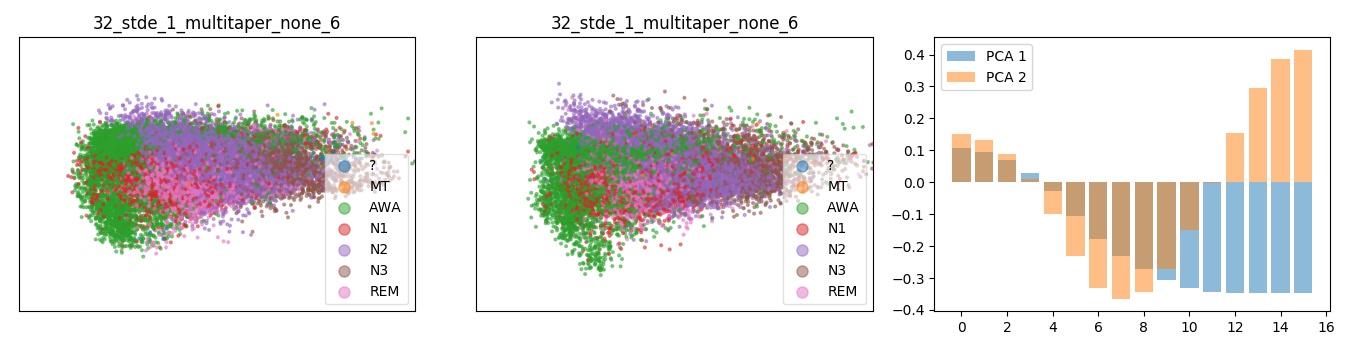 32_stde_1_multitaper_none_6
?
MT
AWA
N1
N2
N3
REM
32_stde_1_multitaper_none_6
?
MT
AWA
N1
N2
N3
REM
PCA 1
PCA 2
0.4
0.3
0.2
0.1
0.0
−0.1
−0.2
−0.3
−0.4
0 2 4 6 8 10 12 14 16